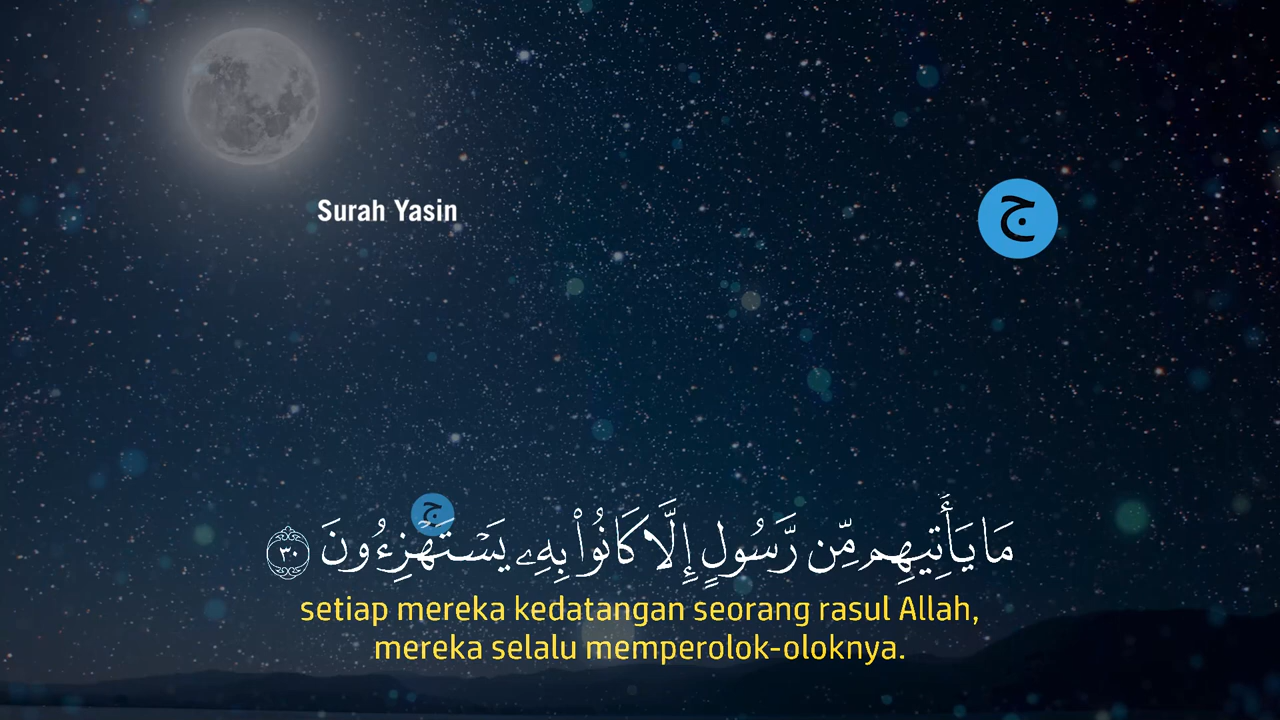 Surah Yasin
ج
ج
مَا يَأْتِيهِم مِّن رَّسُولٍ إِلَّا كَانُوا۟ بِهِۦ يَسْتَهْزِءُونَ ٣٠
setiap mereka kedatangan seorang rasul Allah,
mereka selalu memperolok-oloknya.